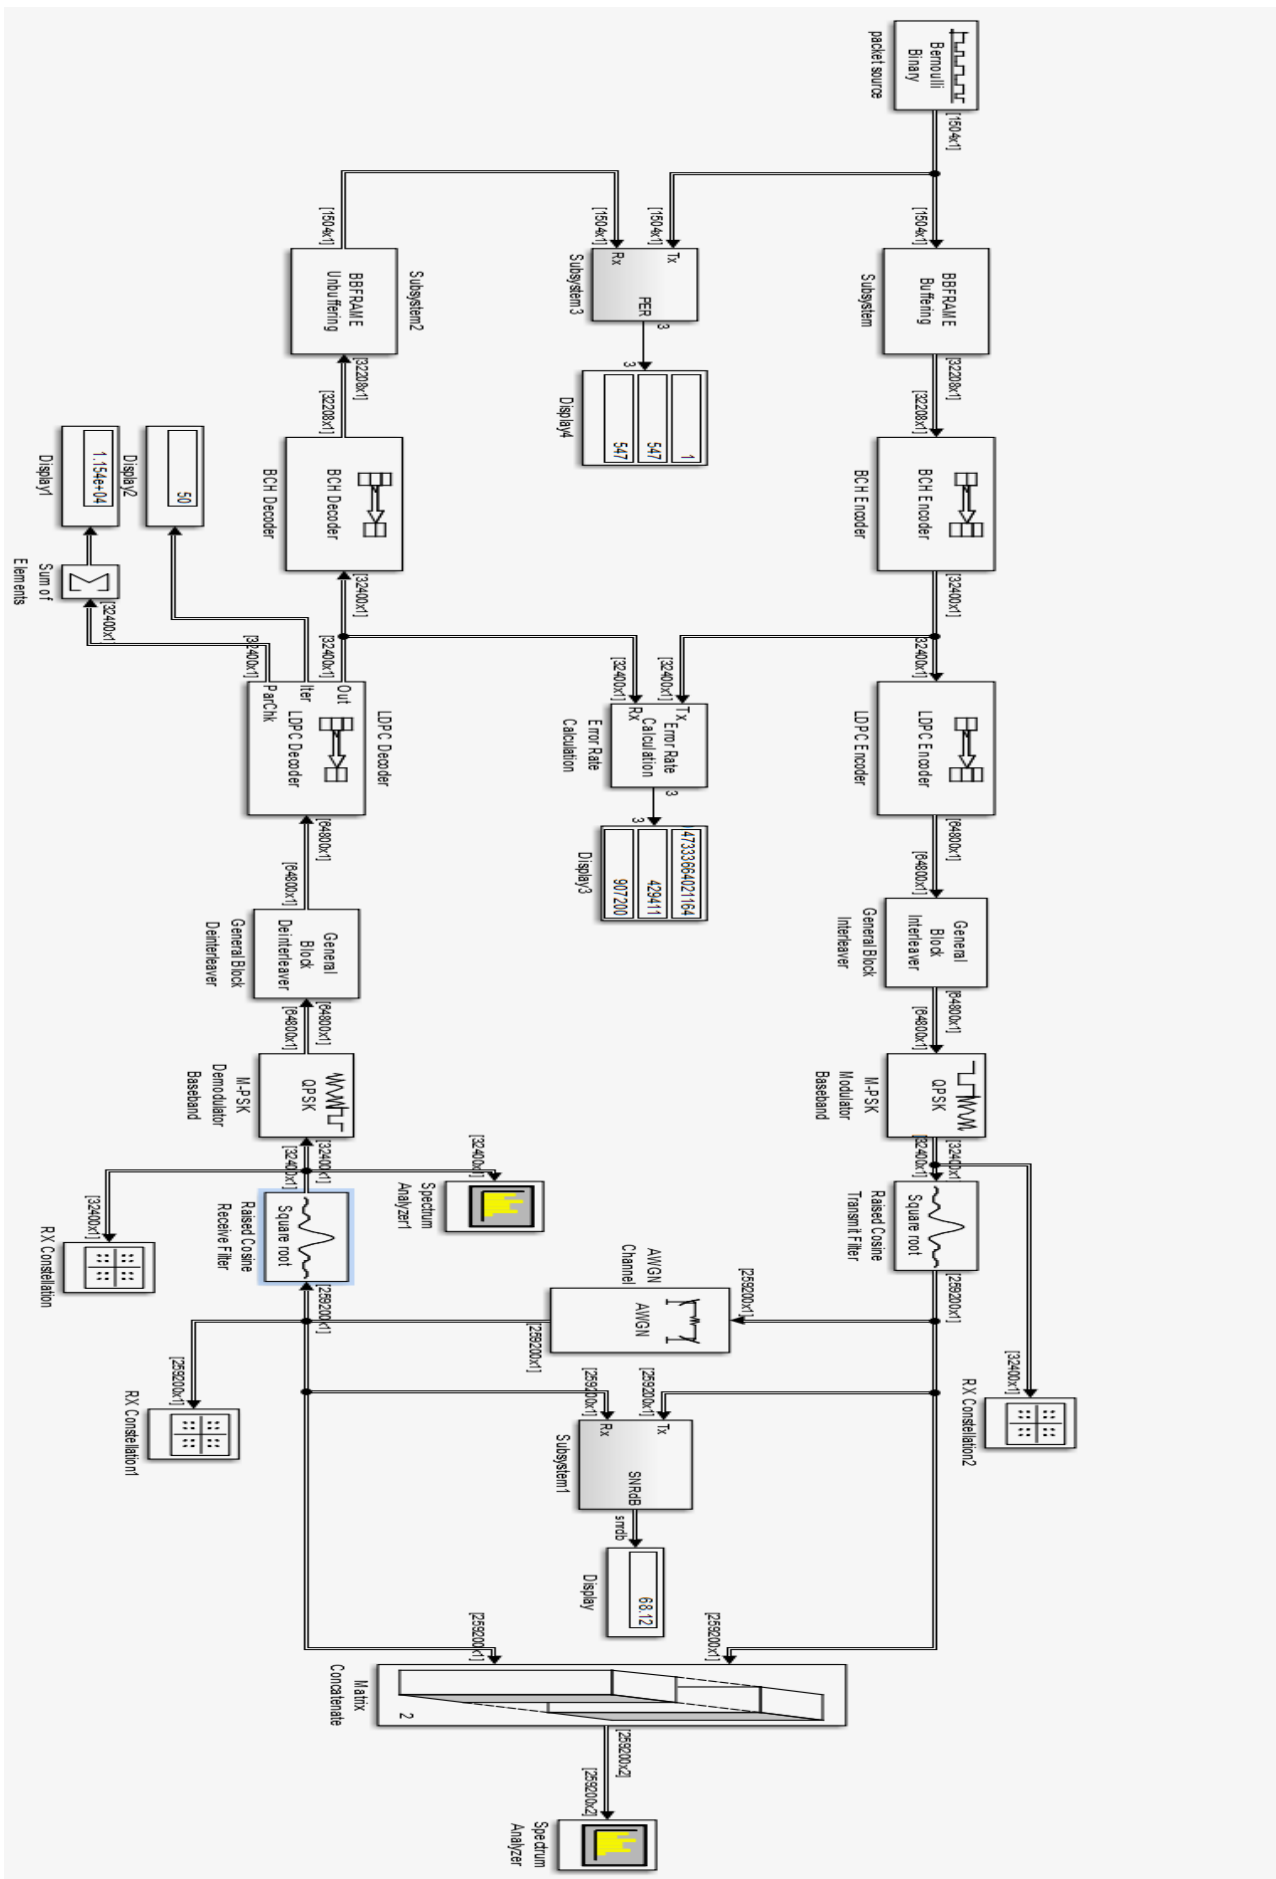 Bernoulli
Binary
packet source
[1504x1]
[1504x1]
BBFRAME
Buffering
Subsystem
[32208x1]
[32208x1]
BCH Encoder
BCH Encoder
[32400x1]
[32400x1]
LDPC Encoder
LDPC Encoder
[64800x1]
[64800x1]
General
Block
Interleaver
General Block
Interleaver
[64800x1]
[64800x1]
QPSK
M-PSK
Modulator
Baseband
[32400x1]
[32400x1]
Square root
Raised Cosine
Transmit Filter
[259200x1]
[32400x1]
RX Constellation2
[1504x1]
[1504x1]
Tx
Rx
PER
Subsystem3
3
3
1
547
547
Display4
[32400x1]
[32400x1]
Tx
Rx
Error Rate
Calculation
Error Rate
Calculation
3
3
47333664021164
429411
907200
Display3
[259200x1]
AWGN
Channel
AWGN
[259200x1]
[259200x1]
[259200x1]
Tx
Rx
SNRdB
Subsystem1
snrdb
68.12
Display
[259200x1]
[259200x1]
2
Matrix
Concatenate
[259200x2]
[259200x2]
Spectrum
Analyzer
Subsystem2
[1504x1]
BBFRAME
Unbuffering
[32208x1]
[32208x1]
BCH Decoder
BCH Decoder
[32400x1]
[32400x1]
LDPC Decoder
Out
Iter
ParChk
LDPC Decoder
[64800x1]
[64800x1]
General
Block
Deinterleaver
General Block
Deinterleaver
[64800x1]
[64800x1]
QPSK
M-PSK
Demodulator
Baseband
[32400x1]
[32400x1]
[32400x1]
Spectrum
Analyzer1
Square root
Raised Cosine
Receive Filter
[259200x1]
50
Display2
1.154e+04
Display1
Sum of
Elements
[32400x1]
[32400x1]
[32400x1]
RX Constellation
[259200x1]
RX Constellation1